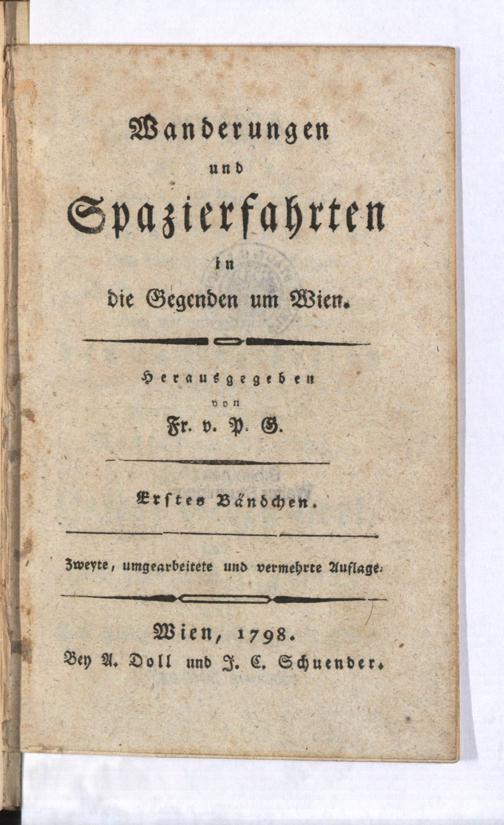 Wanderungen
und
Spazierfahrten
in
die Gegenden um Wien.
Herausgegeben
von
Fr. v. P. G.
Erstes Bändchen.
Zweyte, umgearbeitete und vermehrte Auflage.
Wien, 1798.
Bey A. Doll und J. C. Schuender.